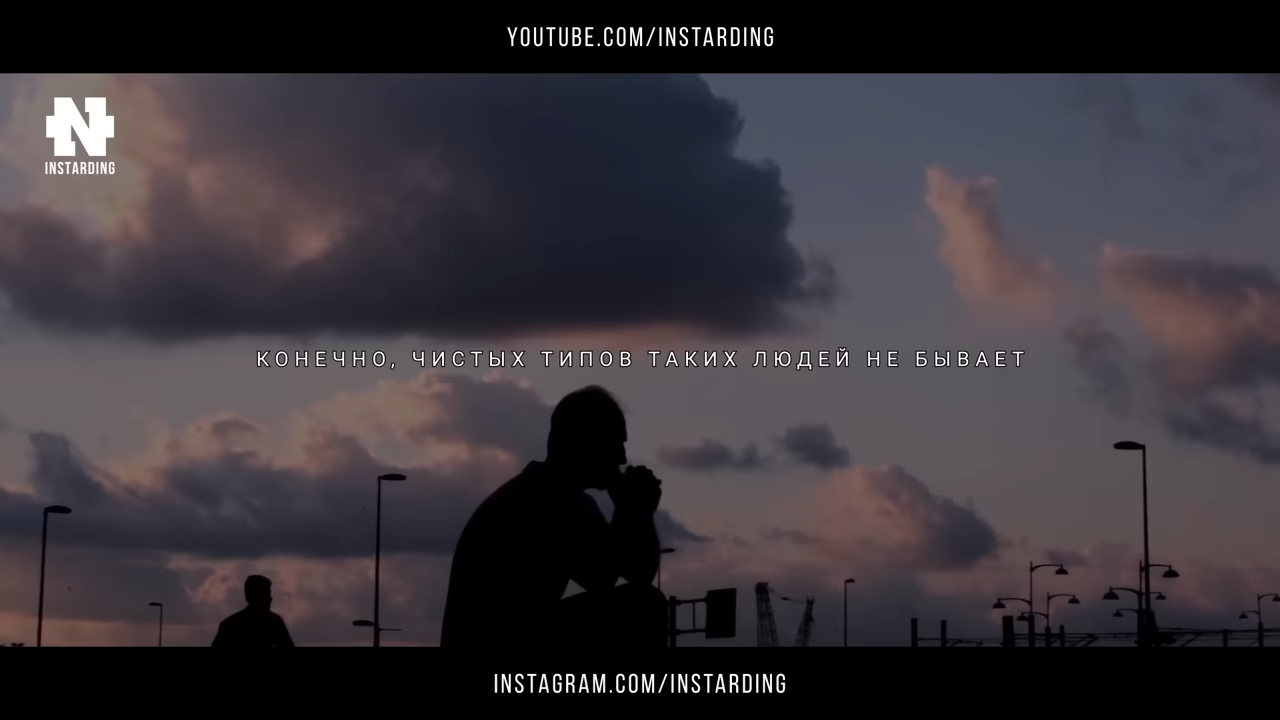 YOUTUBE.COM/INSTARDING
N
INSTARDING
КОНЕЧНО, ЧИСТЫХ ТИПОВ ТАКИХ ЛЮДЕЙ НЕ БЫВАЕТ
INSTAGRAM.COM/INSTARDING